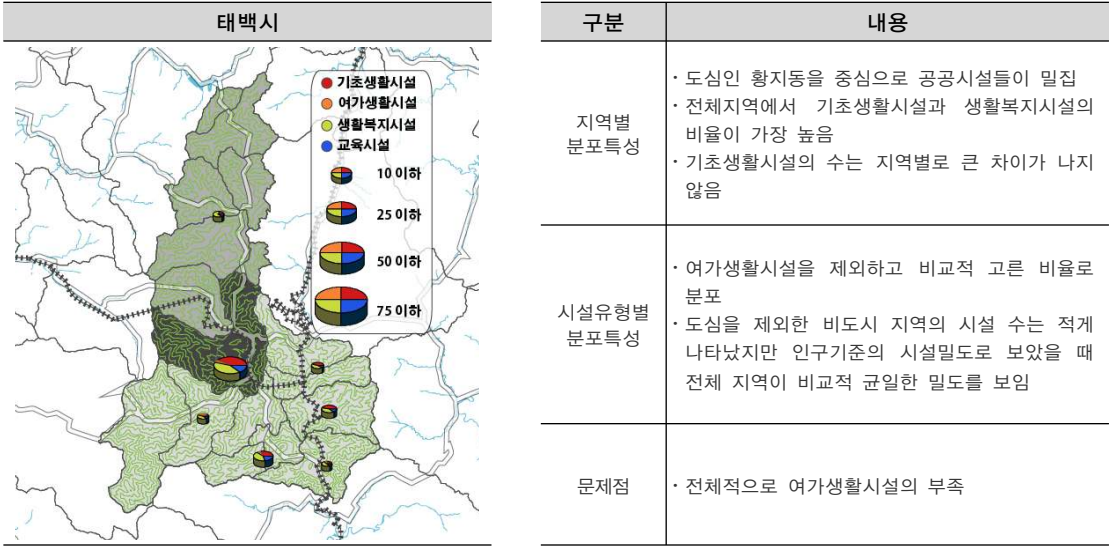 태백시
기초생활시설
여가생활시설
생활복지시설
교육시설
10 이하
25 이하
50 이하
75 이하
구분 내용
지역별
분포특성
· 도심인 황지동을 중심으로 공공시설들이 밀집
· 전체지역에서 기초생활시설과 생활복지시설의
비율이 가장 높음
· 기초생활시설의 수는 지역별로 큰 차이가 나지
않음
시설유형별
분포특성
· 여가생활시설을 제외하고 비교적 고른 비율로
분포
· 도심을 제외한 비도시 지역의 시설 수는 적게
나타났지만 인구기준의 시설밀도로 보았을 때
전체 지역이 비교적 균일한 밀도를 보임
문제점
· 전체적으로 여가생활시설의 부족